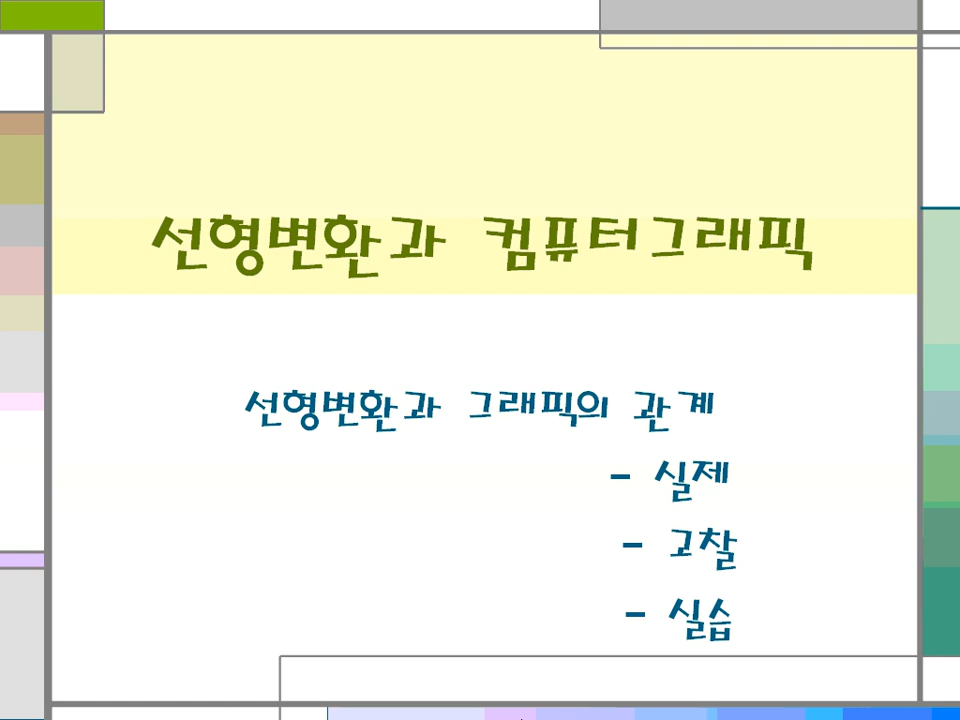 선형변환과 컴퓨터그래픽
선형변환과 그래픽의 관계
- 실제
- 고찰
- 실습